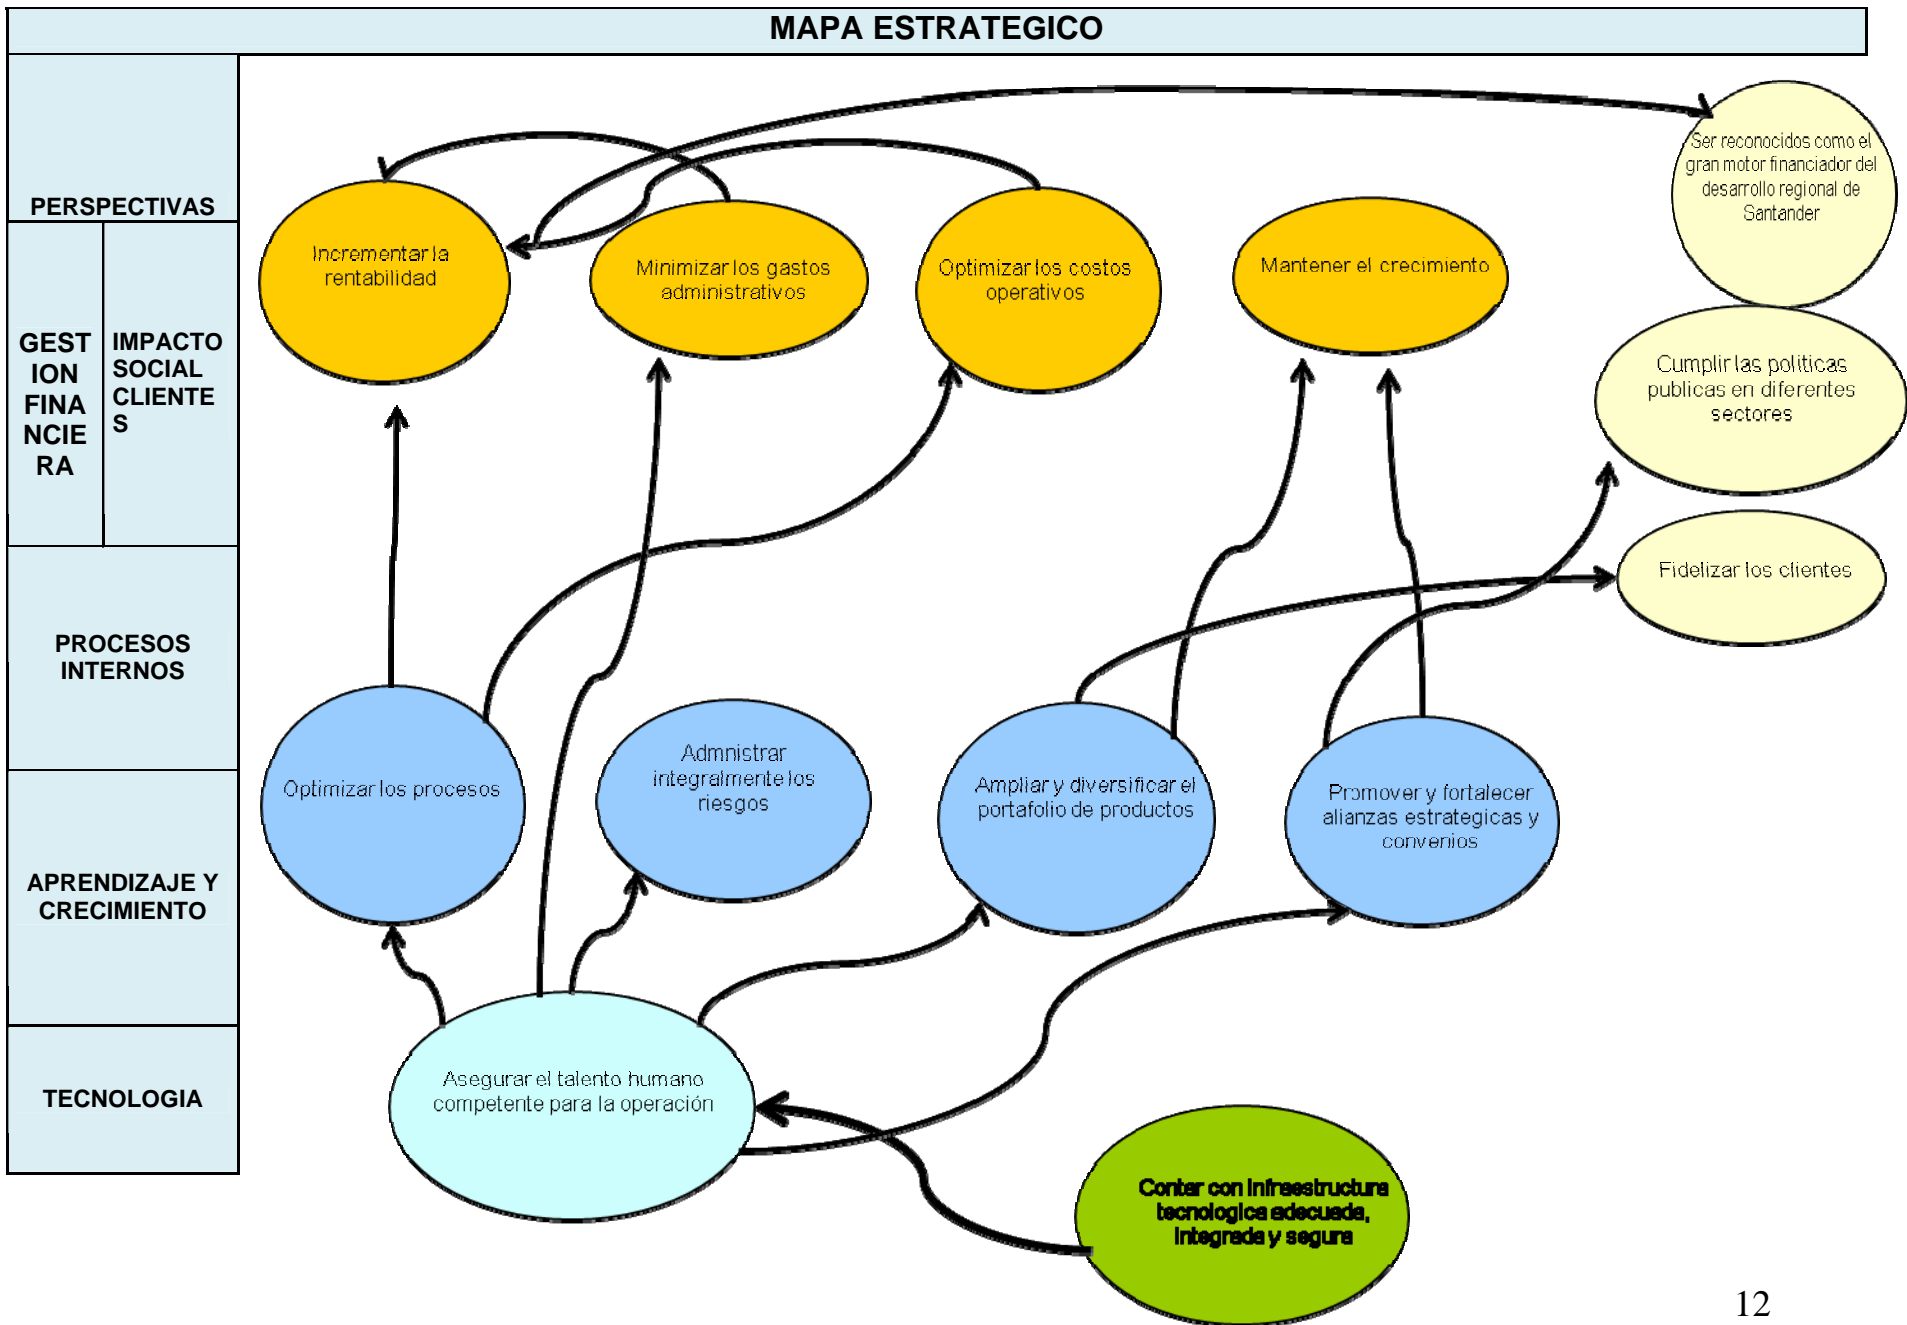 MAPA ESTRATEGICO
PERSPECTIVAS
GEST
ION
FINA
NCIE
RA
IMPACTO
SOCIAL
CLIENTE
S
PROCESOS
INTERNOS
APRENDIZAJE Y
CRECIMIENTO
TECNOLOGIA
Incrementar la
rentabilidad
Minimizar los gastos
administrativos
Optimizar los costos
operativos
Mantener el crecimiento
Ser reconocidos como el
gran motor financiador del
desarrollo regional de
Santander
Cumplir las politicas
publicas en diferentes
sectores
Fidelizar los clientes
Optimizar los procesos
Admnistrar
integralmente los
riesgos
Ampliar y diversificar el
portafolio de productos
Promover y fortalecer
alianzas estrategicas y
convenios
Asegurar el talento humano
competente para la operación
Contar con infraestructura
tecnologica adecuada,
integrada y segura
12